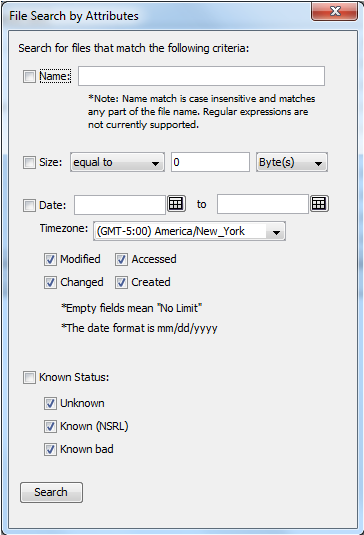 File Search by Attributes
Search for files that match the following criteria:
Name:
*Note: Name match is case insensitive and matches
any part of the file name. Regular expressions are
not currently supported.
Size: equal to 0 Byte(s)
Date: to
Timezone: (GMT-5:00) America/New_York
Modified Accessed
Changed Created
*Empty fields mean "No Limit"
*The date format is mm/dd/yyyy
Known Status:
Unknown
Known (NSRL)
Known bad
Search